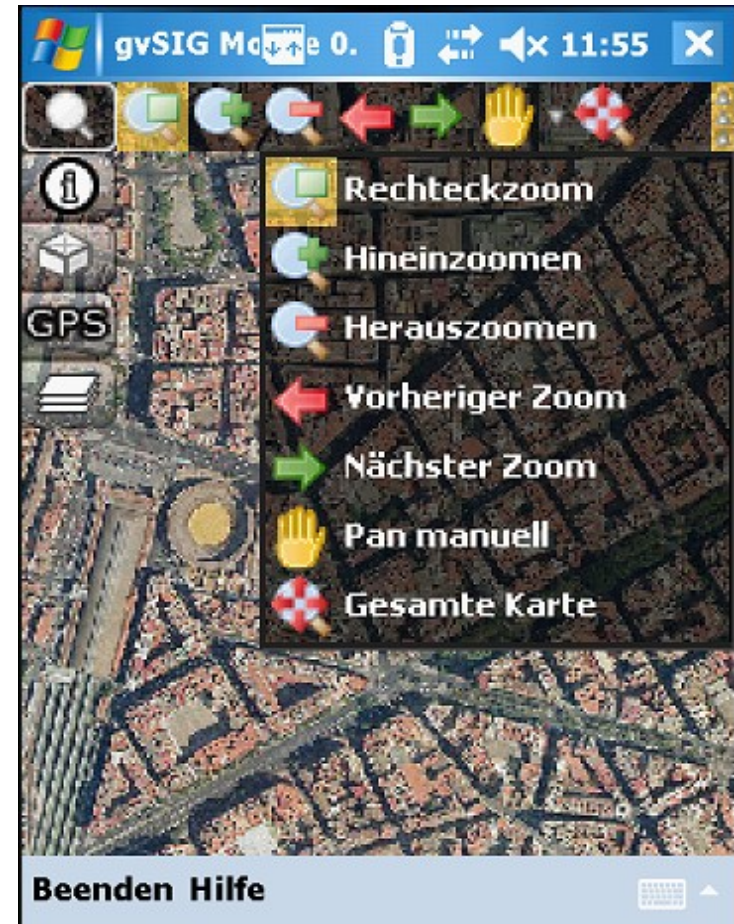 gvSIG Mo e 0. 11:55
GPS
Rechteckzoom
Hineinzoomen
Herauszoomen
Vorheriger Zoom
Nächster Zoom
Pan manuell
Gesamte Karte
Beenden Hilfe